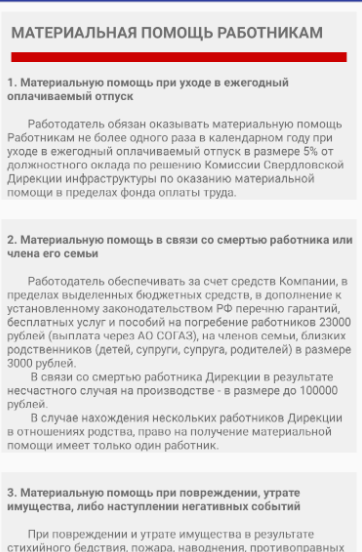 МАТЕРИАЛЬНАЯ ПОМОЩЬ РАБОТНИКАМ
1. Материальную помощь при уходе в ежегодный
оплачиваемый отпуск
Работодатель обязан оказывать материальную помощь
Работникам не более одного раза в календарном году при
уходе в ежегодный оплачиваемый отпуск в размере 5% от
должностного оклада по решению Комиссии Свердловской
Дирекции инфраструктуры по оказанию материальной
помощи в пределах фонда оплаты труда.
2. Материальную помощь в связи со смертью работника или
члена его семьи
Работодатель обеспечивать за счет средств Компании, в
пределах выделенных бюджетных средств, в дополнение к
установленному законодательством РФ перечню гарантий,
бесплатных услуг и пособий на погребение работников 23000
рублей (выплата через АО СОГАЗ), на членов семьи, близких
родственников (детей, супруги, супруга, родителей) в размере
3000 рублей.
В связи со смертью работника Дирекции в результате
несчастного случая на производстве - в размере до 100000
рублей.
В случае нахождения нескольких работников Дирекции
в отношениях родства, право на получение материальной
помощи имеет только один работник.
3. Материальную помощь при повреждении, утрате
имущества, либо наступлении негативных событий
При повреждении и утрате имущества в результате
стихийного бедствия, пожара, наводнения, противоправных